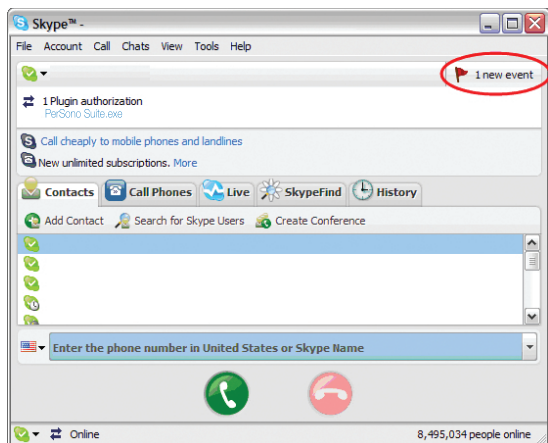 Skype™ -
File Account Call Chats View Tools Help
1 new event
1 Plugin authorization
PerSono Suite.exe
Call cheaply to mobile phones and landlines
New unlimited subscriptions. More
Contacts Call Phones Live SkypeFind History
Add Contact Search for Skype Users Create Conference
Enter the phone number in United States or Skype Name
Online 8,495,034 people online